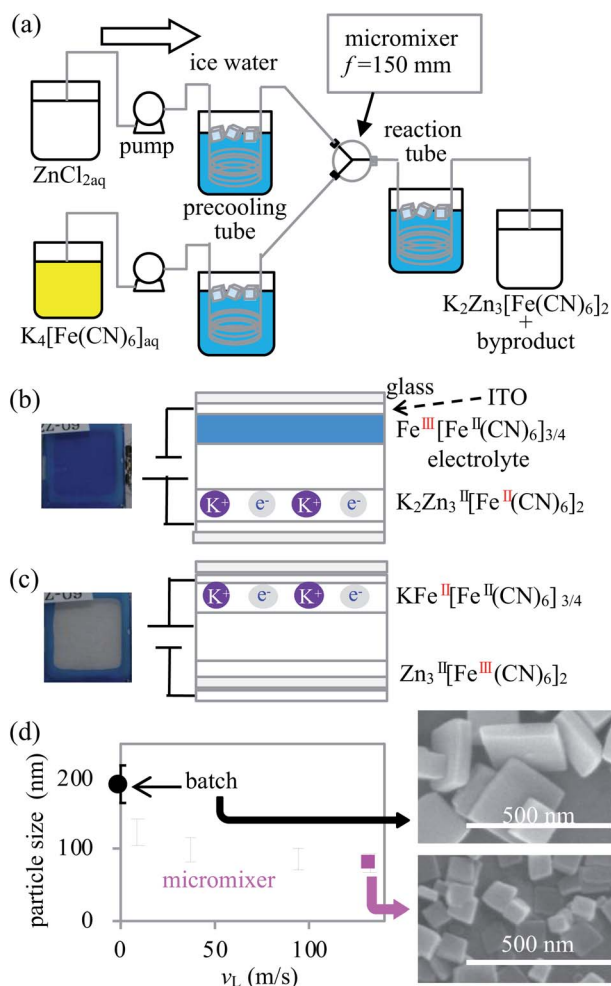 (a)
ice water
micromixer
f =150 mm
pump
reaction
tube
ZnCl2aq
precooling
tube
K4[Fe(CN)6]aq
K2Zn3[Fe(CN)6]2
+
byproduct
(b)
glass
ITO
FeIII[FeII(CN)6]3/4
electrolyte
K+ e- K+ e-
K2Zn3II[FeII(CN)6]2
(c)
K+ e- K+ e-
KFeII[FeII(CN)6]3/4
Zn3II[FeIII(CN)6]2
(d)
particle size (nm)
200
100
0
batch
micromixer
0
50
100
vL (m/s)
500 nm
500 nm